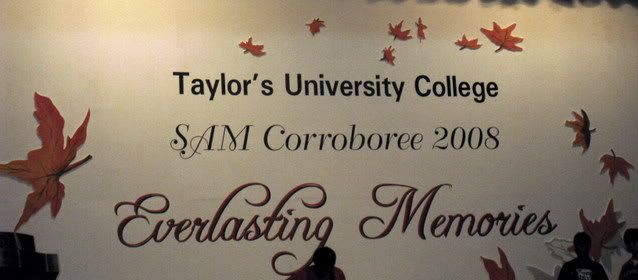 Taylor's University College
SAM Corroboree 2008
Everlasting Memories